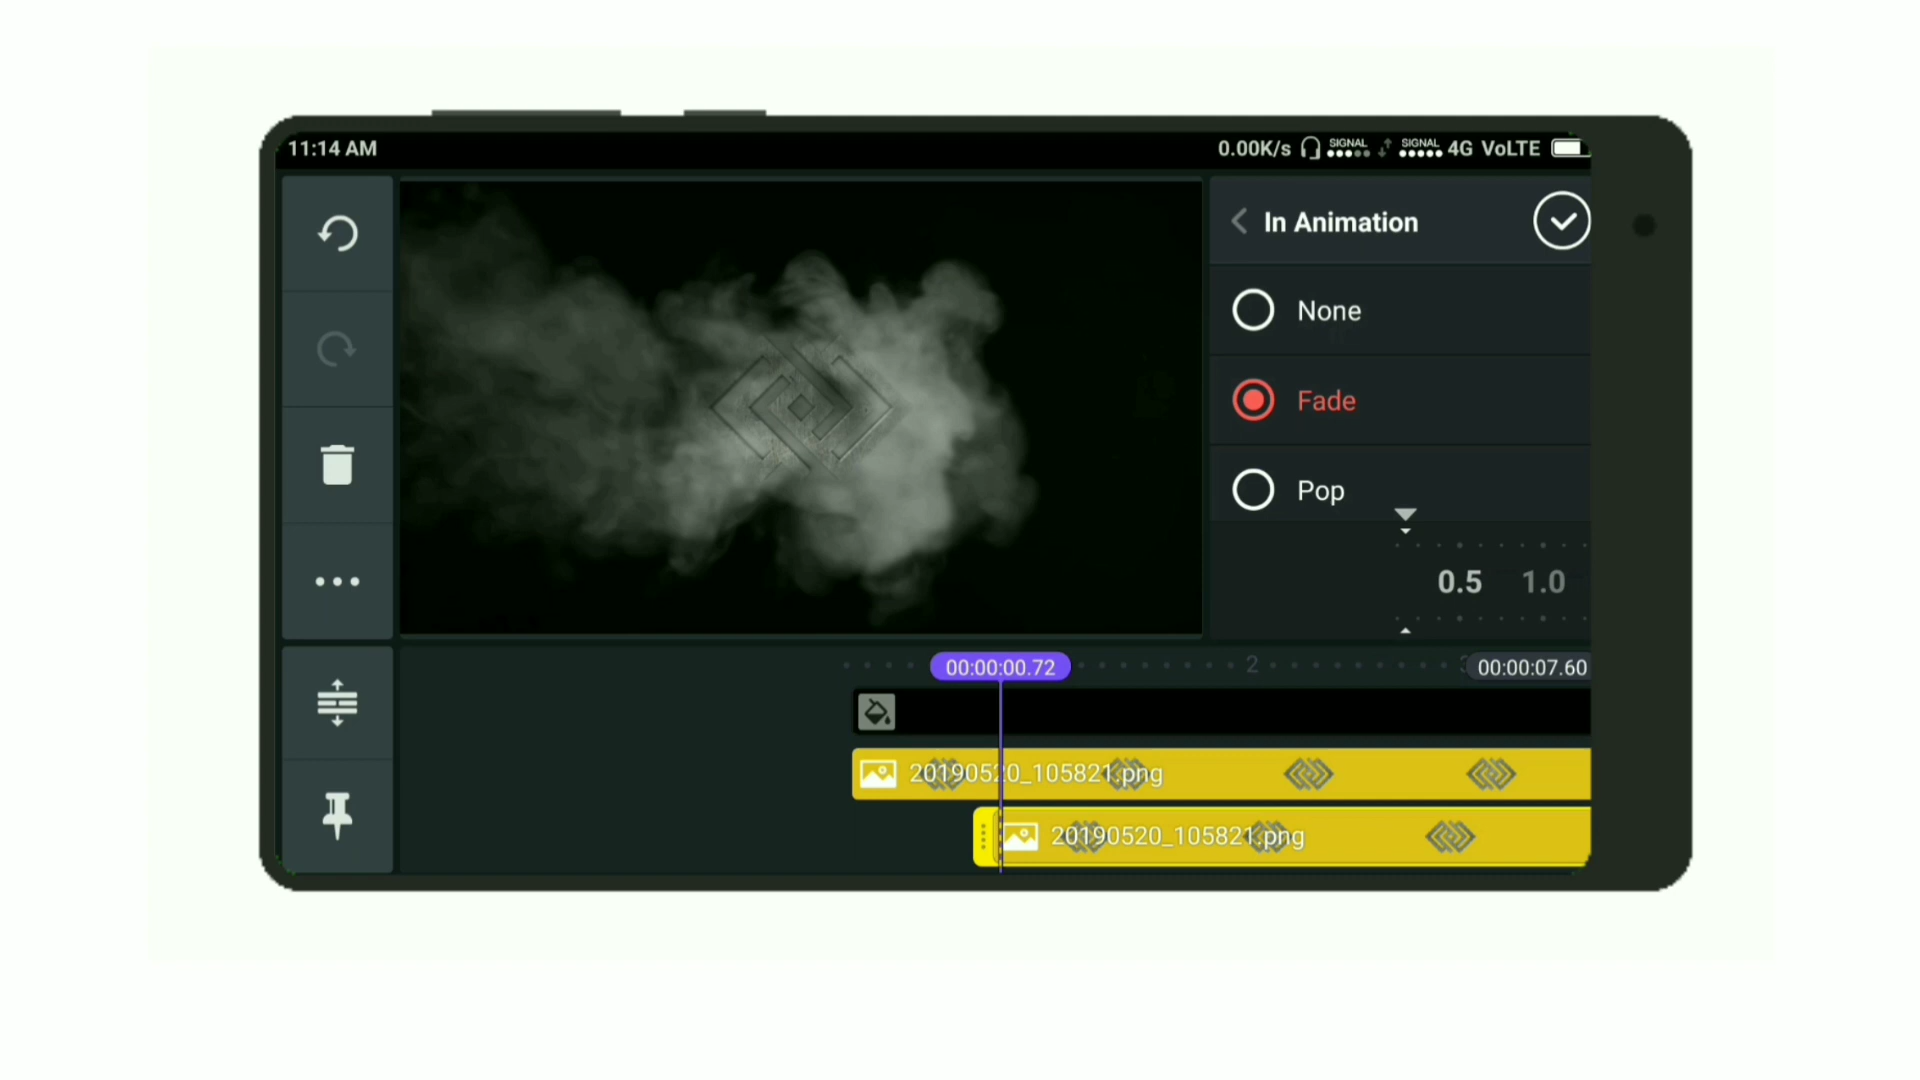 11:14 AM
0.00K/s SIGNAL SIGNAL 4G VoLTE
In Animation
None
Fade
Pop
0.5 1.0
00:00:00.72 2 00:00:07.60
20190520_105821.png
20190520_105821.png